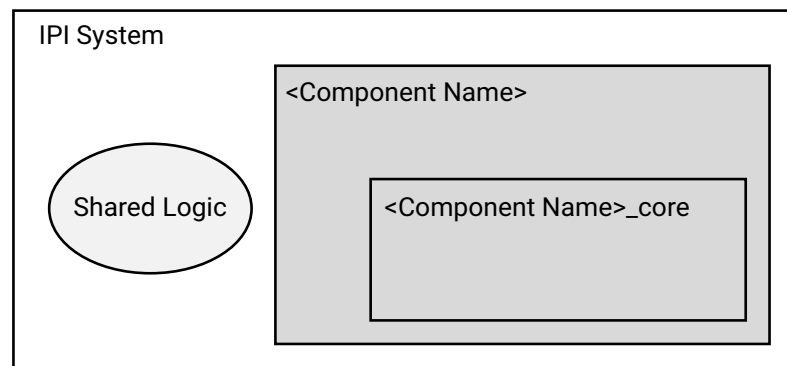 IPI System
<Component Name>
Shared Logic
<Component Name>_core